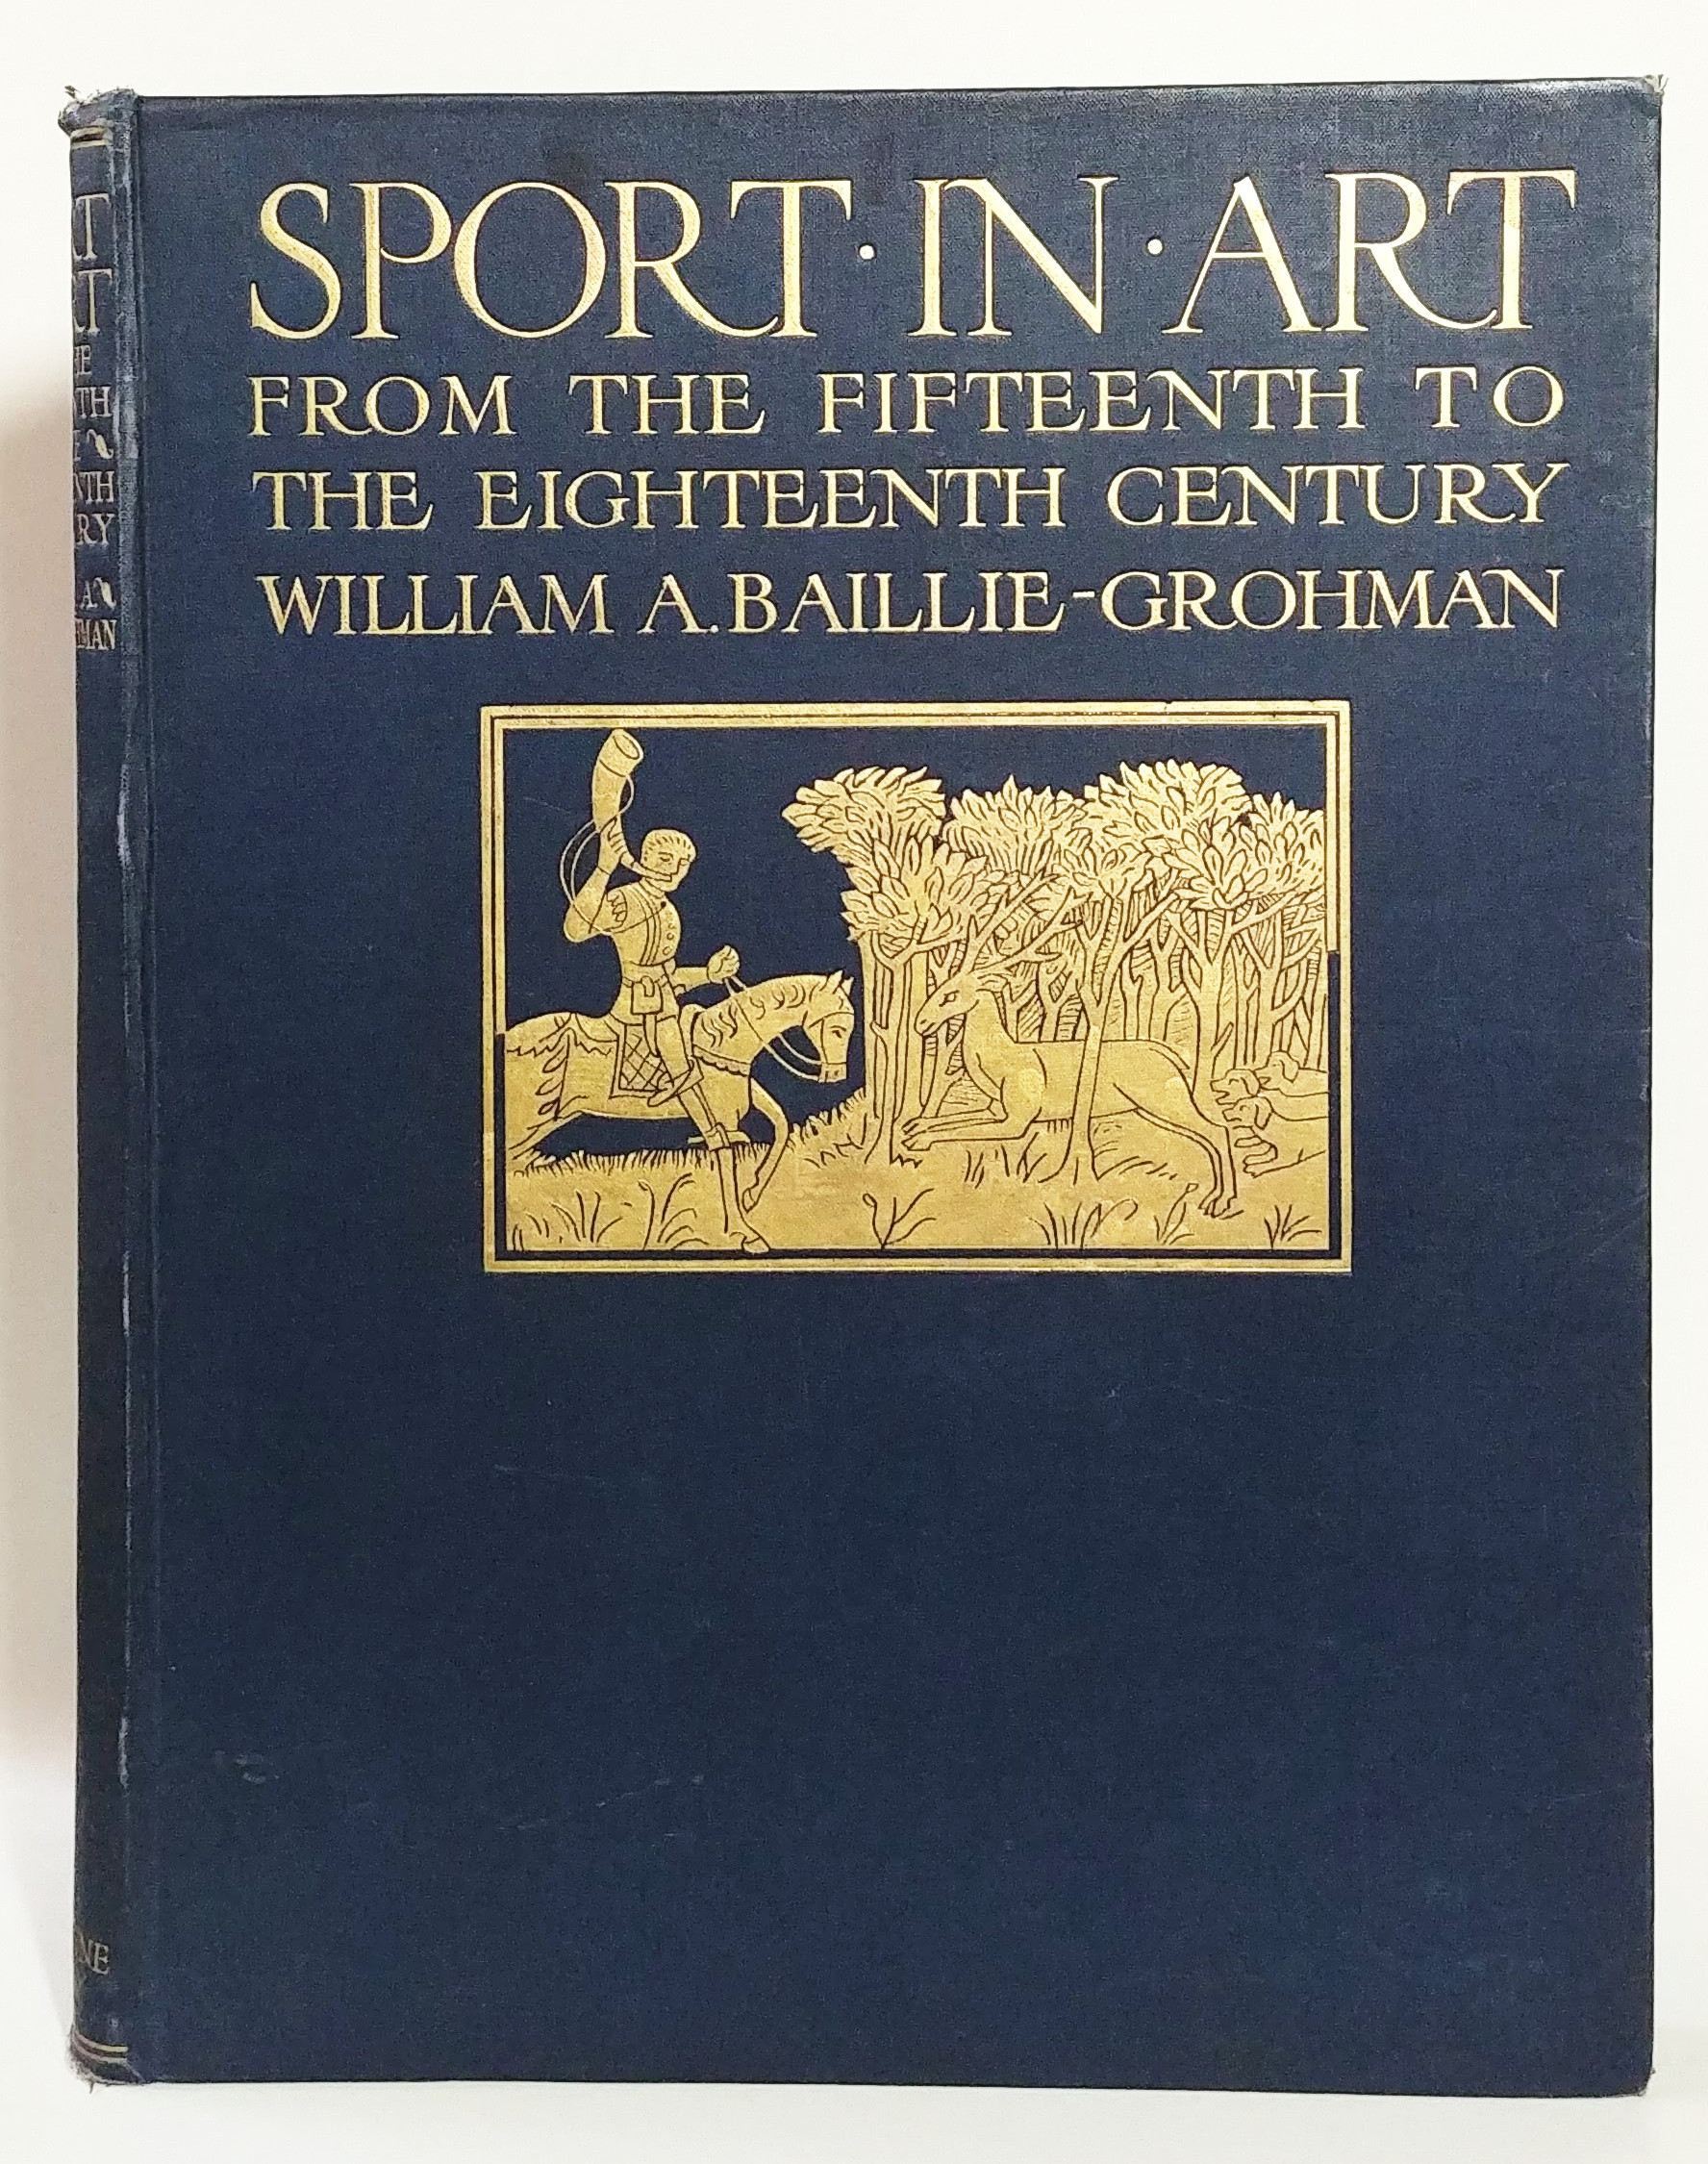 SPORT · IN · ART
FROM THE FIFTEENTH TO
THE EIGHTEENTH CENTURY
WILLIAM A. BAILLIE-GROHMAN